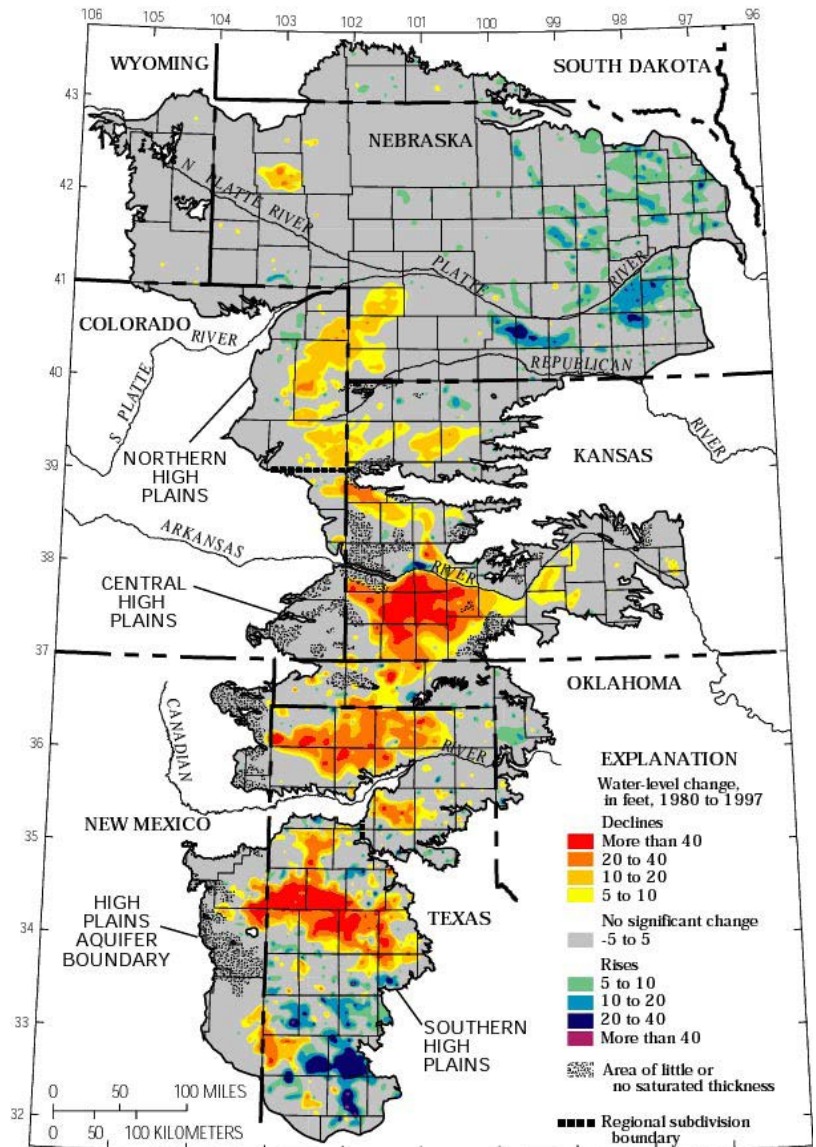 106
105
104
103
102
101
100
99
98
97
96
95
WYOMING
SOUTH DAKOTA
43
NEBRASKA
42
N PLATTE RIVER
41
PLATTE
RIVER
COLORADO
RIVER
S PLATTE
40
REPUBLICAN
RIVER
39
NORTHERN
HIGH
PLAINS
KANSAS
ARKANSAS
RIVER
38
CENTRAL
HIGH
PLAINS
37
OKLAHOMA
CANADIAN
RIVER
36
NEW MEXICO
35
HIGH
PLAINS
AQUIFER
BOUNDARY
TEXAS
34
33
SOUTHERN
HIGH
PLAINS
32
0 50 100 MILES
0 50 100 KILOMETERS
EXPLANATION
Water-level change,
in feet, 1980 to 1997
Declines
More than 40
20 to 40
10 to 20
5 to 10
No significant change
-5 to 5
Rises
5 to 10
10 to 20
20 to 40
More than 40
Area of little or
no saturated thickness
Regional subdivision
boundary